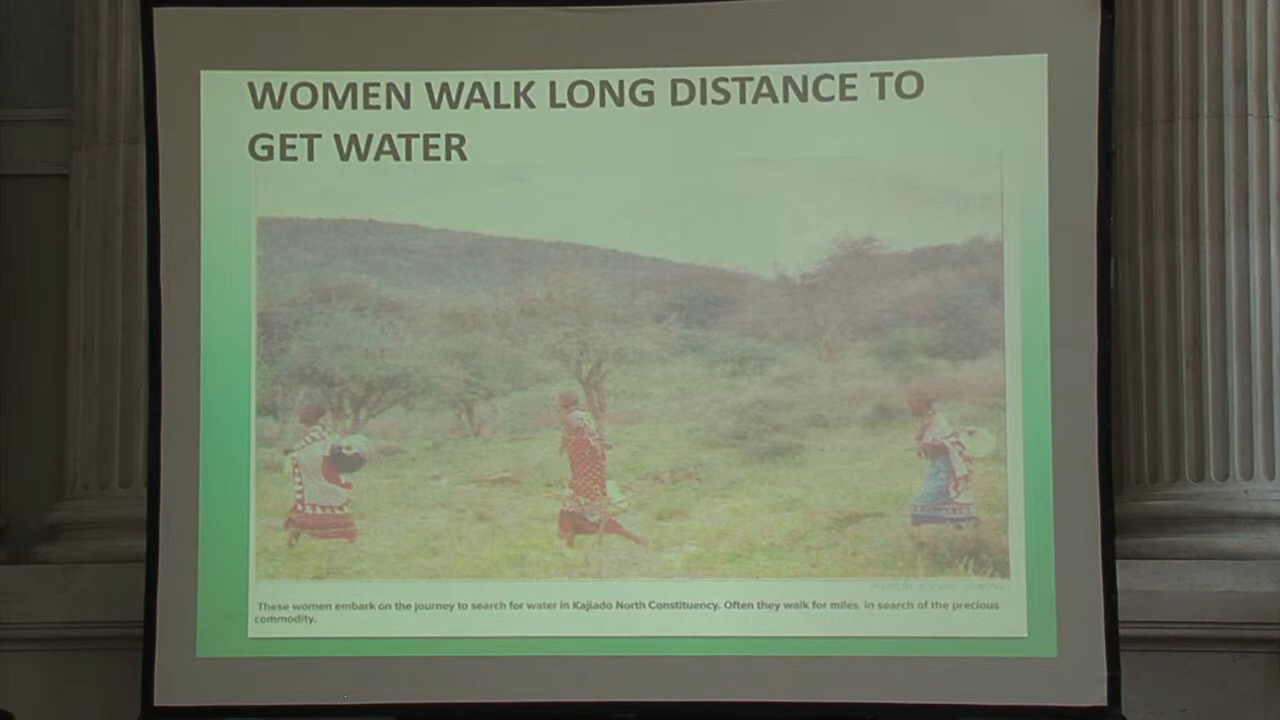 WOMEN WALK LONG DISTANCE TO
GET WATER
These women embark on the journey to search for water in Kajiado North Constituency. Often they walk for miles in search of the precious
commodity.